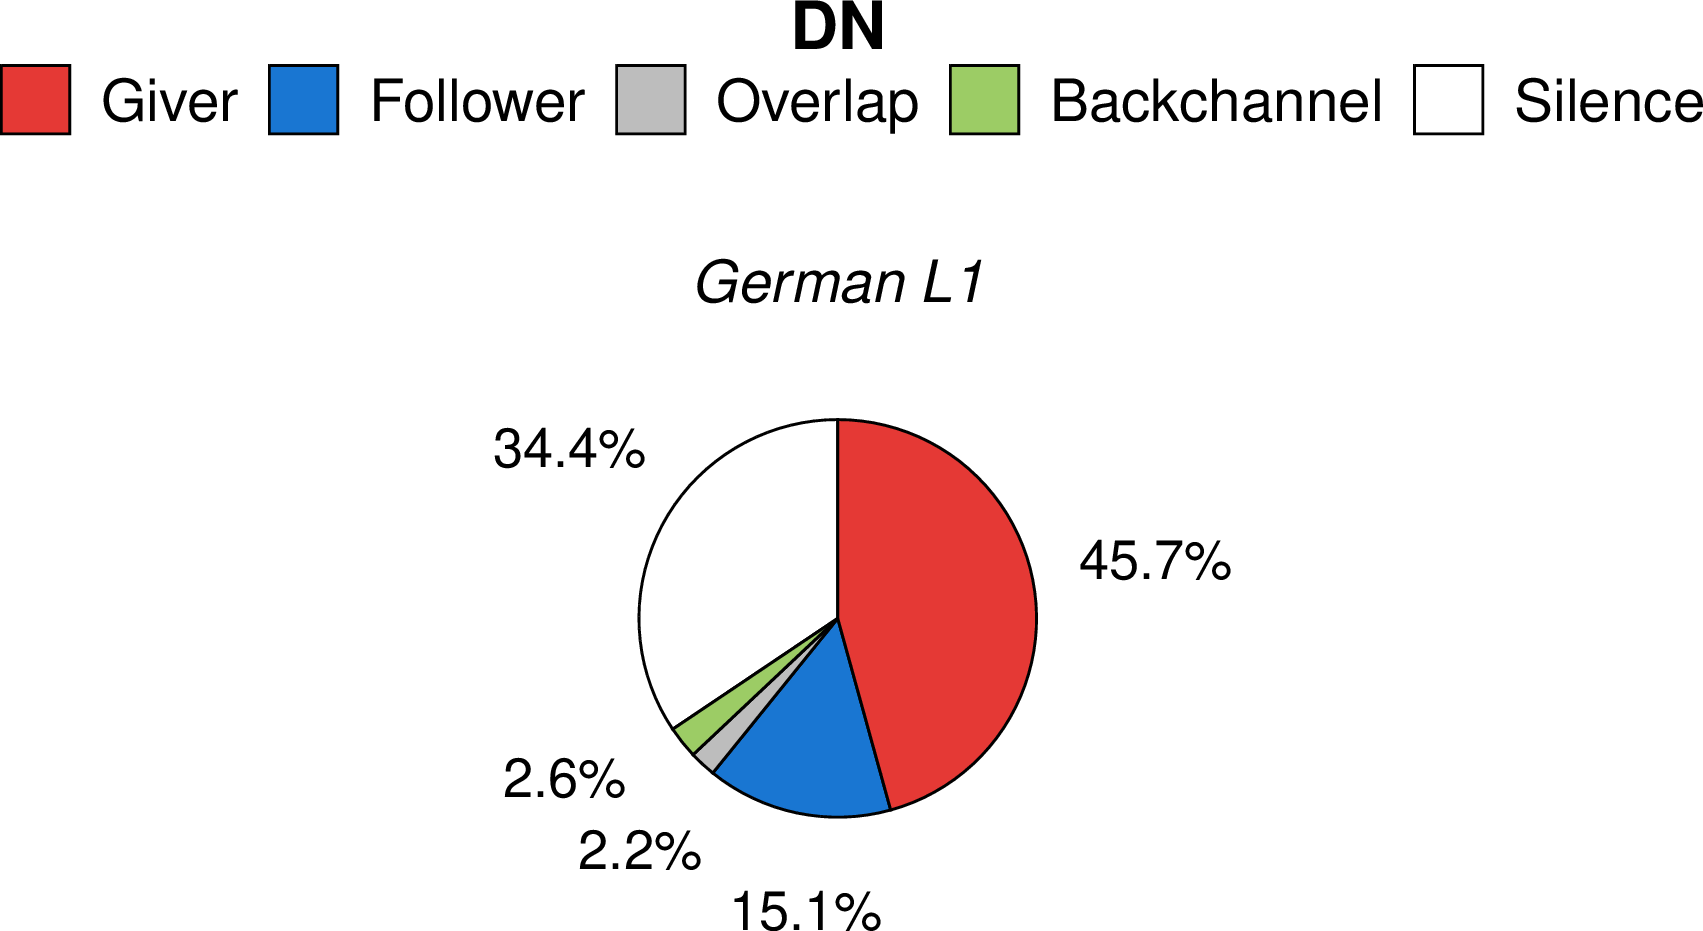 DN
Giver Follower Overlap Backchannel Silence
German L1
34.4%
45.7%
2.6%
2.2%
15.1%